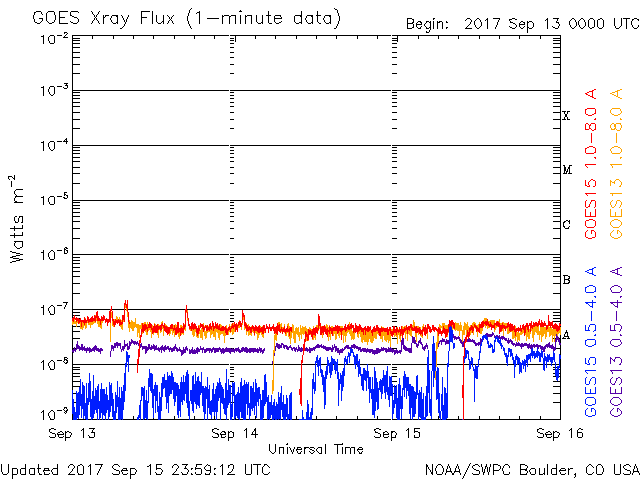 GOES Xray Flux (1-minute data)
Begin: 2017 Sep 13 0000 UTC
Watts m⁻²
10⁻²
10⁻³
10⁻⁴
10⁻⁵
10⁻⁶
10⁻⁷
10⁻⁸
10⁻⁹
X
M
C
B
A
GOES15 1.0-8.0 A
GOES13 1.0-8.0 A
GOES15 0.5-4.0 A
GOES13 0.5-4.0 A
Sep 13
Sep 14
Sep 15
Sep 16
Universal Time
Updated 2017 Sep 15 23:59:12 UTC
NOAA/SWPC Boulder, CO USA